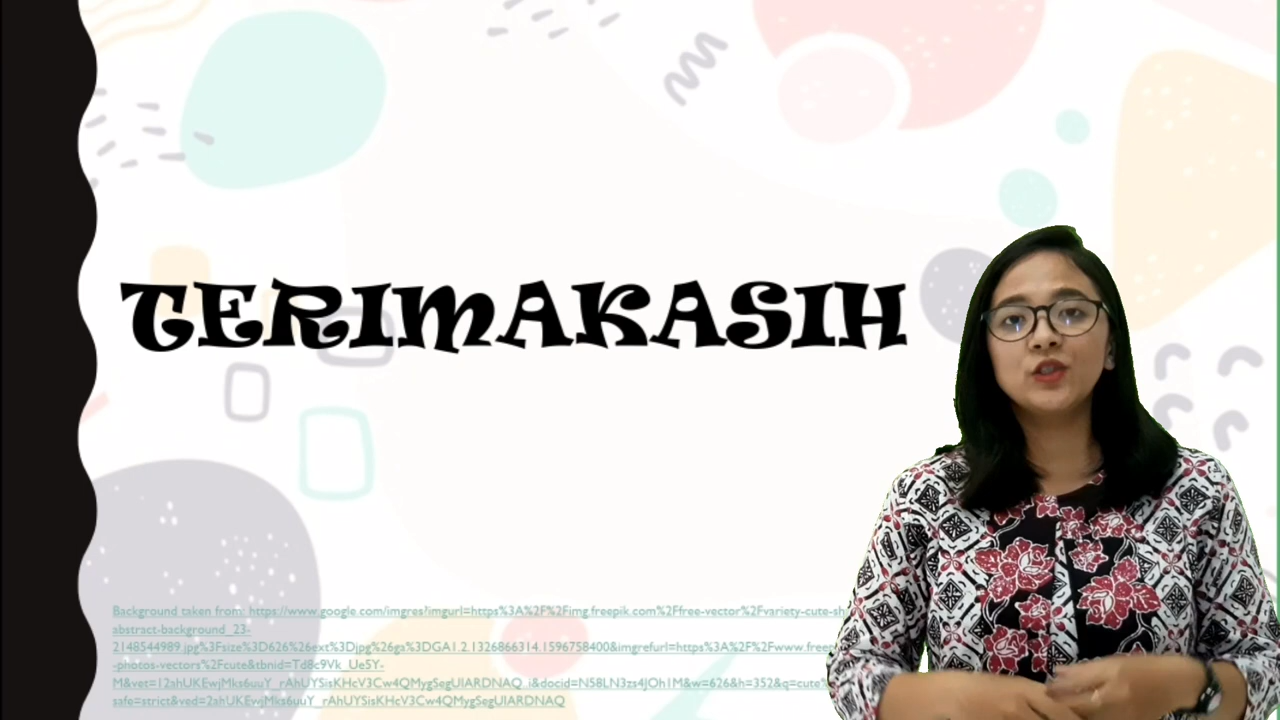 TERIMAKASIH
Background taken from: https://www.google.com/imgres?imgurl=https%3A%2F%2Fimg.freepik.com%2Ffree-vector%2Fvariety-cute-sh
abstract-background_23-
2148544989.jpg%3Fsize%3D626%26ext%3Djpg%26ga%3DGA1.2.1326866314.1596758400&imgrefurl=https%3A%2F%2Fwww.freep
-photos-vectors%2Fcute&tbnid=Td8c9Vk_Ue5Y-
M&vet=12ahUKEwjMks6uuY_rAhUYSisKHcV3Cw4QMygSegUIARDNAQ..i&docid=N58LN3zs4JOh1M&w=626&h=352&q=cute%
safe=strict&ved=2ahUKEwjMks6uuY_rAhUYSisKHcV3Cw4QMygSegUIARDNAQ